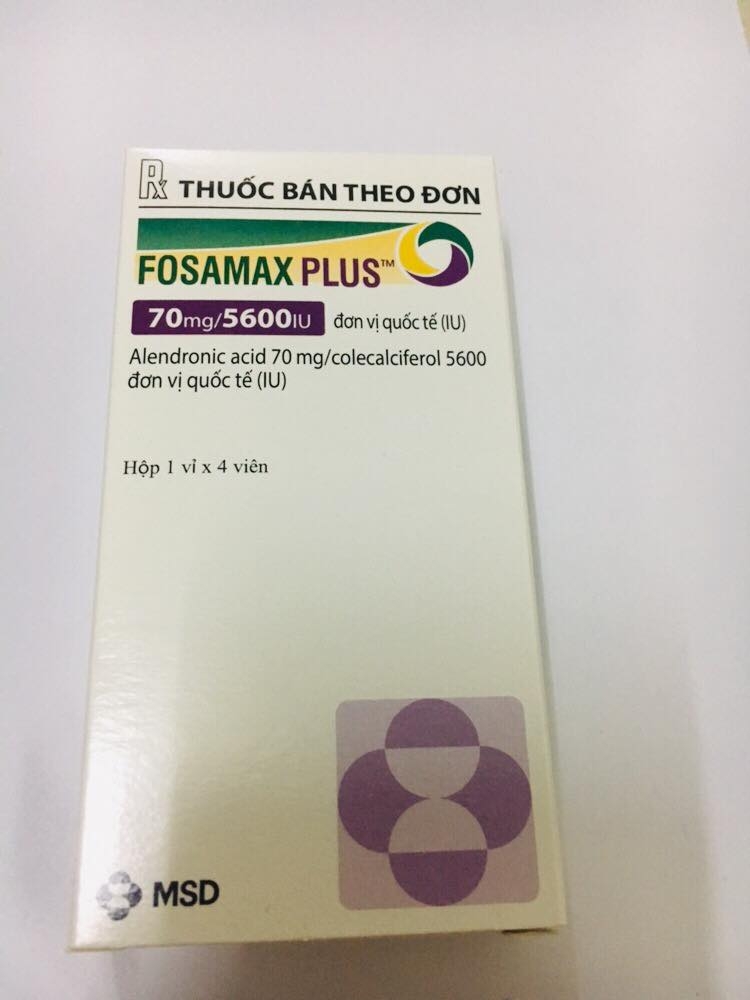 Rx THUỐC BÁN THEO ĐƠN
FOSAMAX PLUS™
70mg/5600IU đơn vị quốc tế (IU)
Alendronic acid 70 mg/colecalciferol 5600
đơn vị quốc tế (IU)
Hộp 1 vỉ x 4 viên
MSD